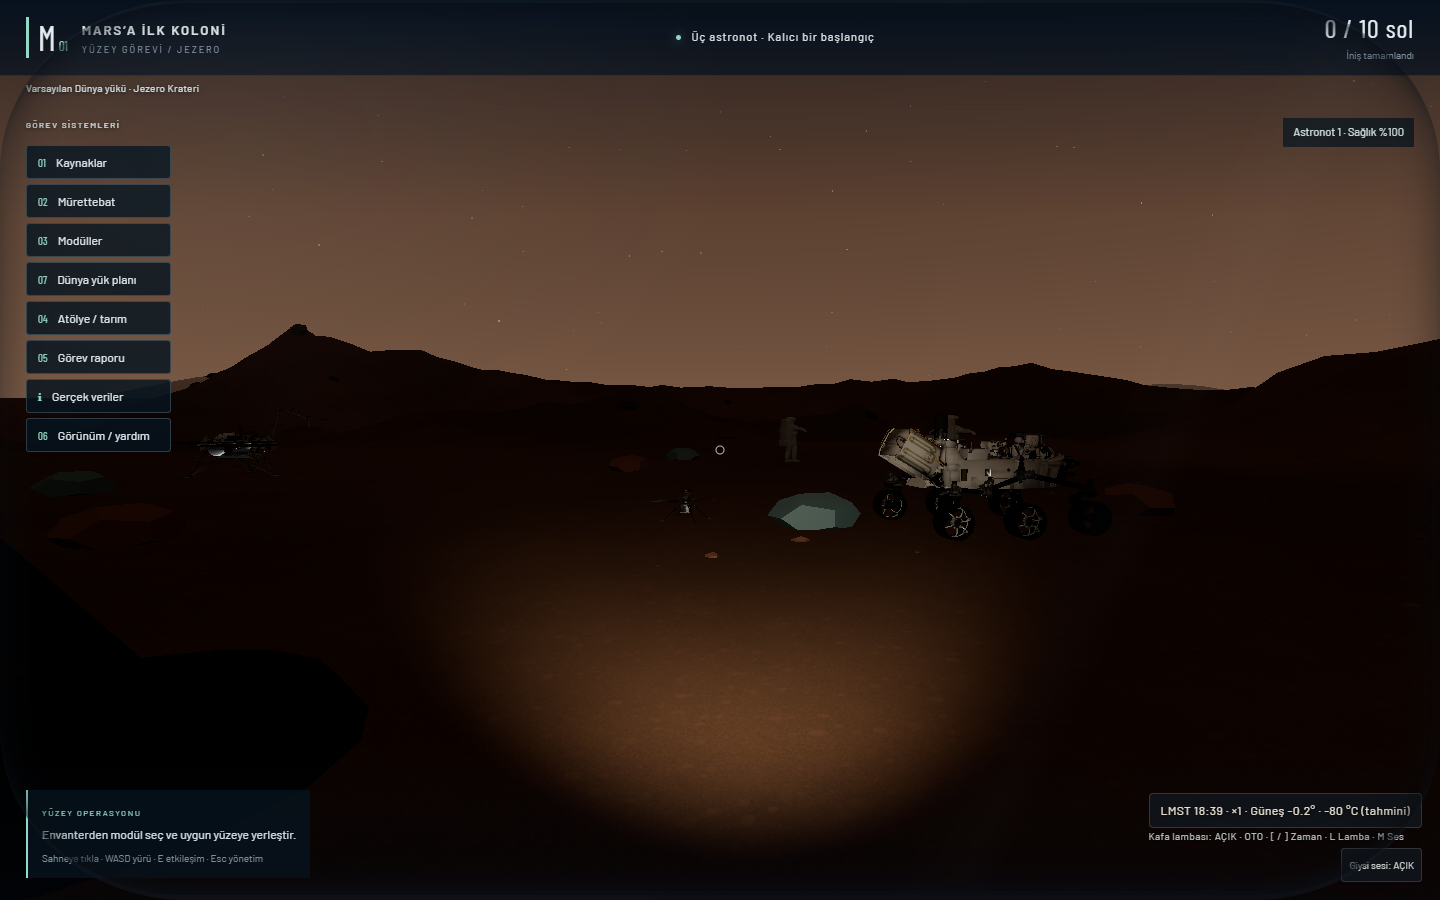 M 01
MARS'A İLK KOLONİ
YÜZEY GÖREVİ / JEZERO
Üç astronot · Kalıcı bir başlangıç
0 / 10 sol
İniş tamamlandı
Varsayılan Dünya yükü · Jezero Krateri
GÖREV SİSTEMLERİ
Astronot 1 · Sağlık %100
01 Kaynaklar
02 Mürettebat
03 Modüller
07 Dünya yük planı
04 Atölye / tarım
05 Görev raporu
i Gerçek veriler
06 Görünüm / yardım
YÜZEY OPERASYONU
Envanterden modül seç ve uygun yüzeye yerleştir.
Sahneye tıkla · WASD yürü · E etkileşim · Esc yönetim
LMST 18:39 · ×1 · Güneş -0.2° · -80 °C (tahmini)
Kafa lambası: AÇIK · OTO · [ / ] Zaman · L Lamba · M Ses
Giysi sesi: AÇIK